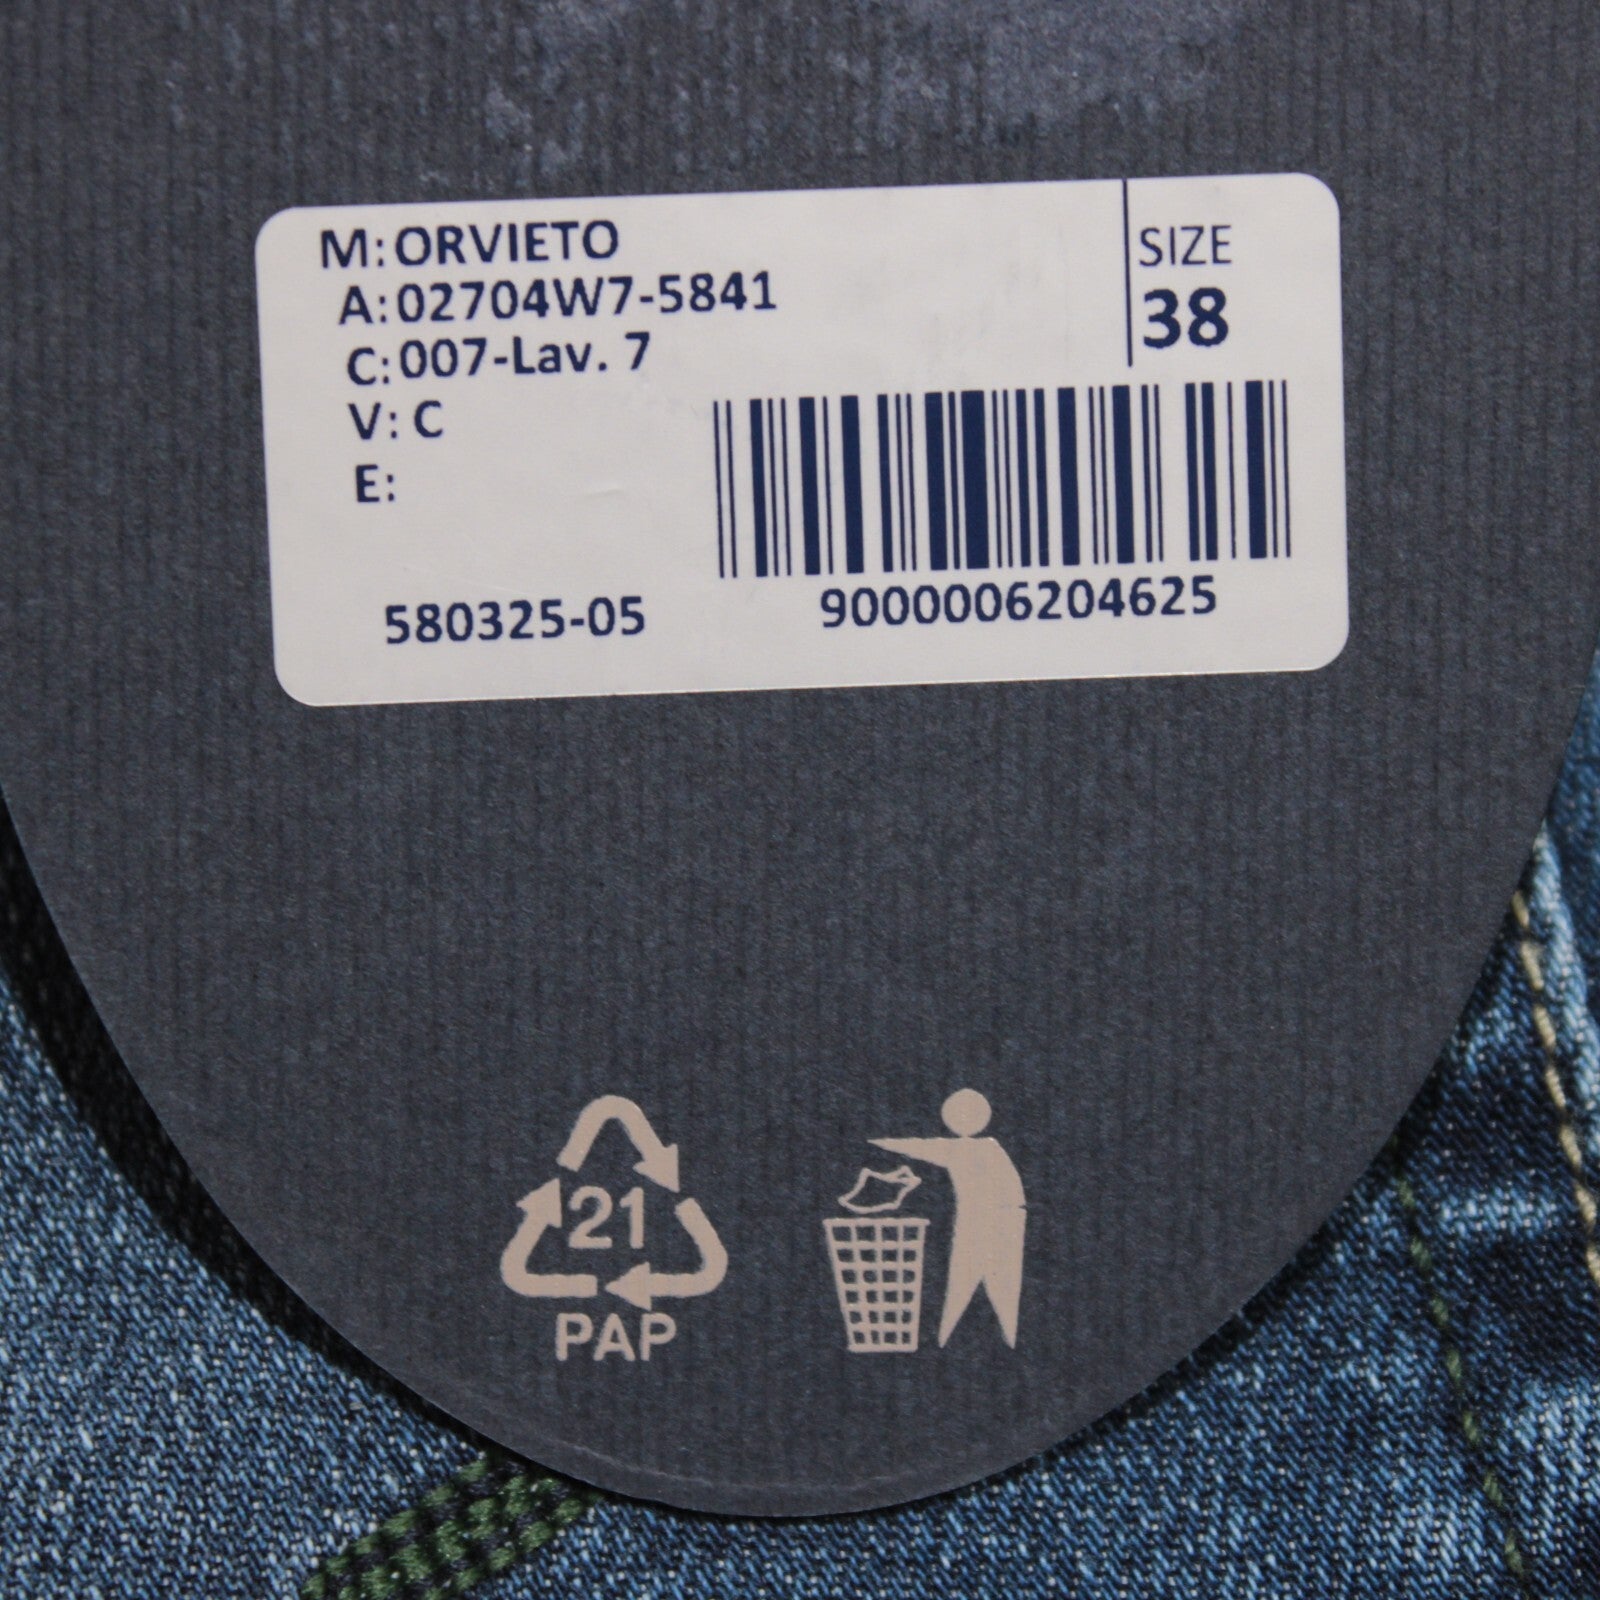 M: ORVIETO
A: 02704W7-5841
C: 007-Lav. 7
V: C
E:
SIZE
38
580325-05
9000006204625
21
PAP